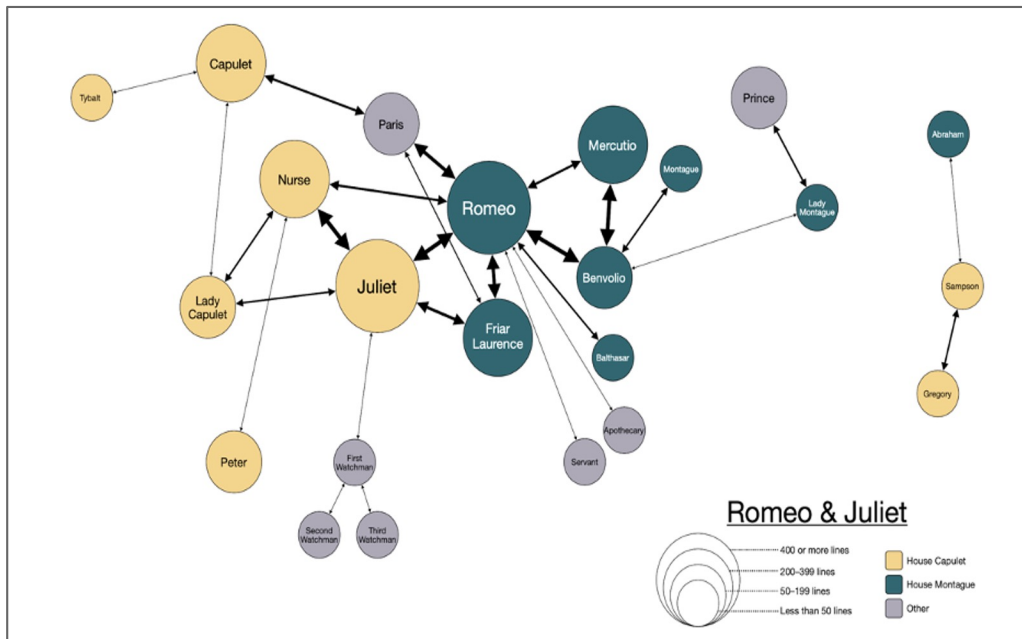 Capulet
Tybalt
Paris
Prince
Mercutio
Abraham
Montague
Nurse
Romeo
Lady
Montague
Benvolio
Juliet
Sampson
Lady
Capulet
Friar
Laurence
Balthasar
Gregory
Apothecary
Peter
First
Watchman
Servant
Second
Watchman
Third
Watchman
Romeo & Juliet
400 or more lines
200–399 lines
50-199 lines
Less than 50 lines
House Capulet
House Montague
Other